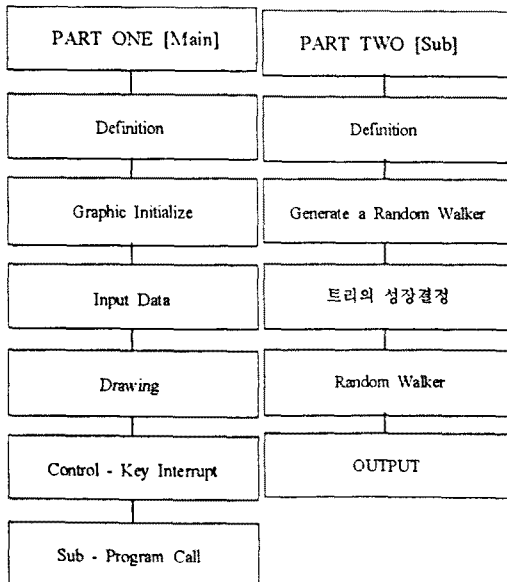 PART ONE [Main]
Definition
Graphic Initialize
Input Data
Drawing
Control - Key Interrupt
Sub - Program Call
PART TWO [Sub]
Definition
Generate a Random Walker
트리의 성장결정
Random Walker
OUTPUT